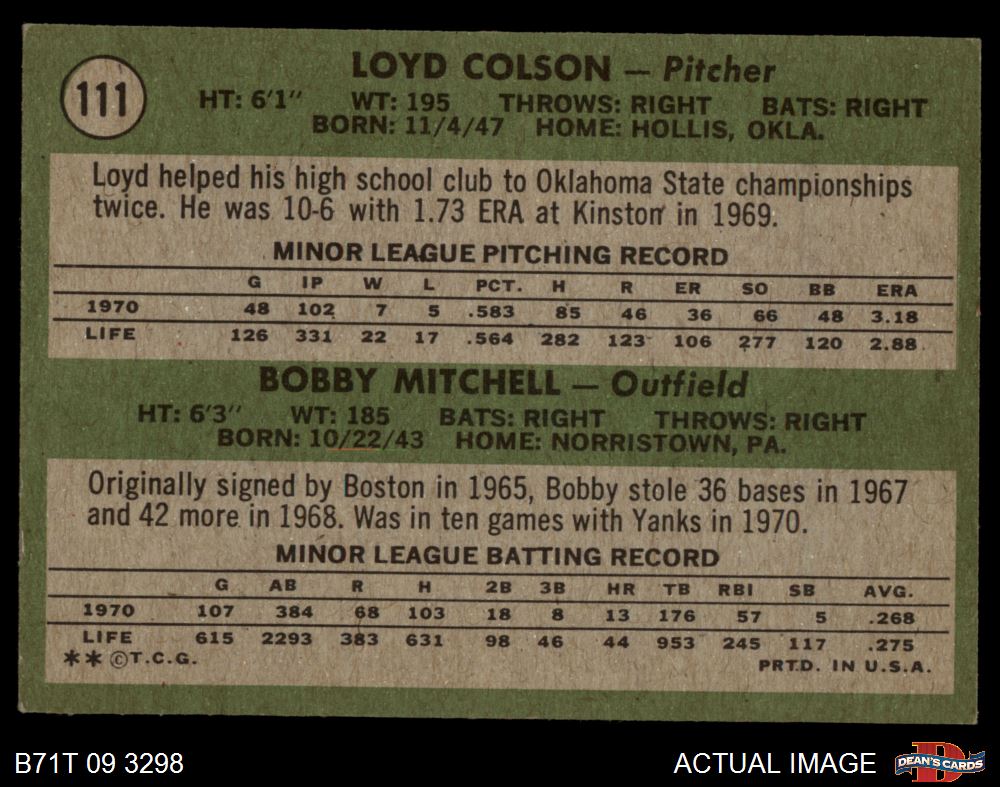 111
LOYD COLSON — Pitcher
HT: 6'1" WT: 195 THROWS: RIGHT BATS: RIGHT
BORN: 11/4/47 HOME: HOLLIS, OKLA.
Loyd helped his high school club to Oklahoma State championships
twice. He was 10-6 with 1.73 ERA at Kinston in 1969.
MINOR LEAGUE PITCHING RECORD
G IP W L PCT. H R ER SO BB ERA
1970 48 102 7 5 .583 85 46 36 66 48 3.18
LIFE 126 331 22 17 .564 282 123 106 277 120 2.88
BOBBY MITCHELL — Outfield
HT: 6'3" WT: 185 BATS: RIGHT THROWS: RIGHT
BORN: 10/22/43 HOME: NORRISTOWN, PA.
Originally signed by Boston in 1965, Bobby stole 36 bases in 1967
and 42 more in 1968. Was in ten games with Yanks in 1970.
MINOR LEAGUE BATTING RECORD
G AB R H 2B 3B HR TB RBI SB AVG.
1970 107 384 68 103 18 8 13 176 57 5 .268
LIFE 615 2293 383 631 98 46 44 953 245 117 .275
** ©T.C.G. PRTD. IN U.S.A.
B71T 09 3298 ACTUAL IMAGE DEAN'S CARDS